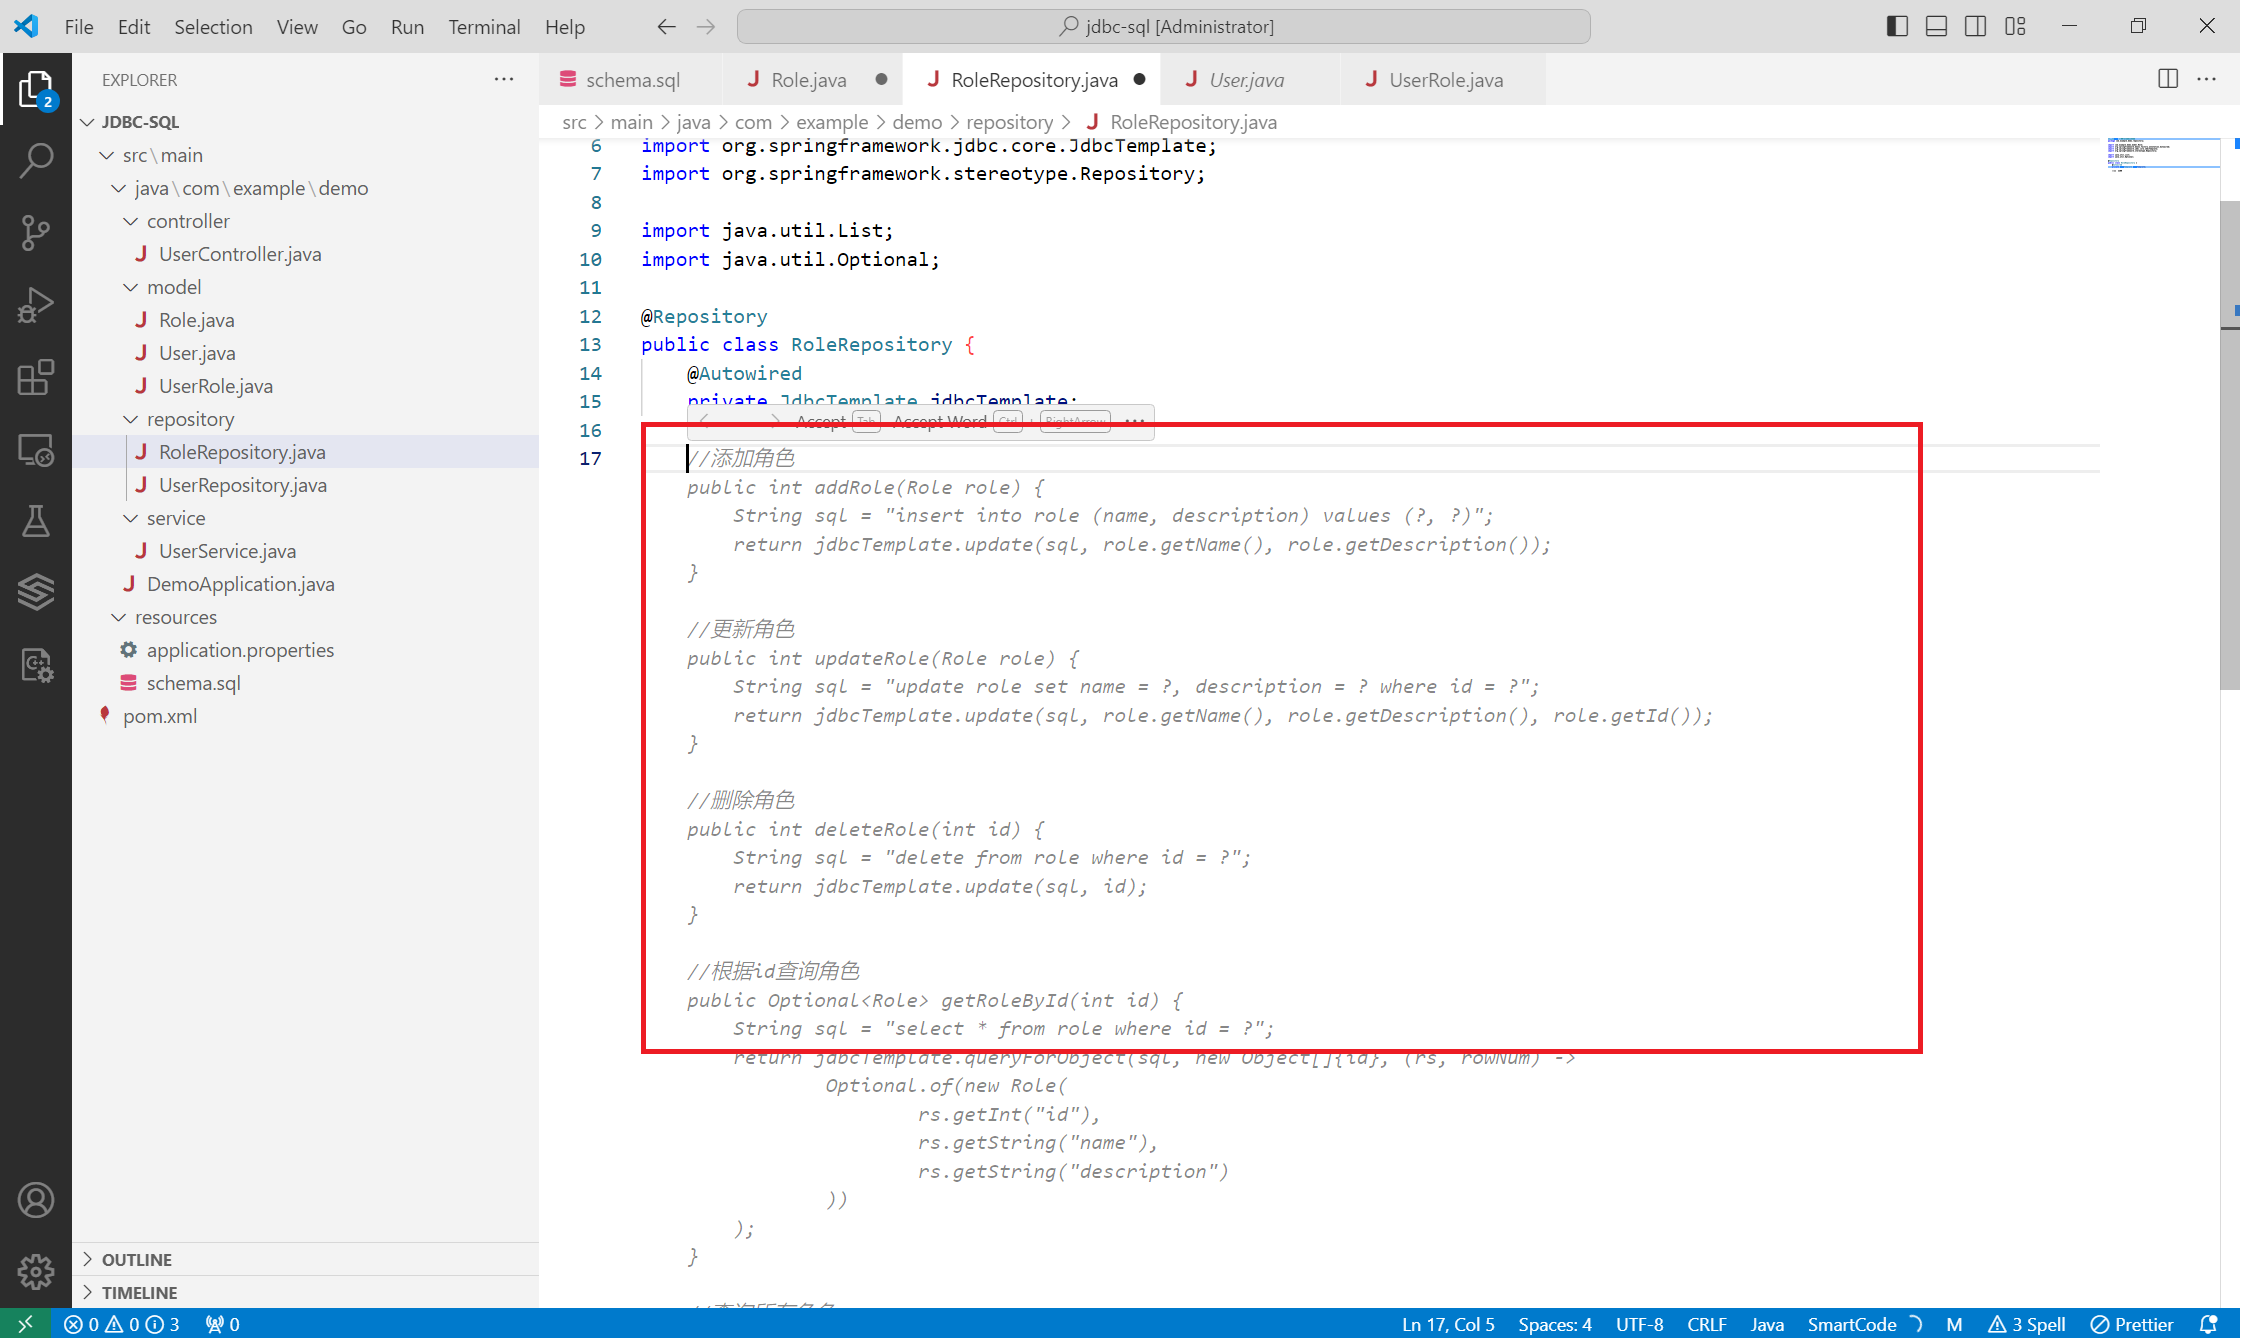 File Edit Selection View Go Run Terminal Help
jdbc-sql [Administrator]
EXPLORER
2
JDBC-SQL
src\main
java\com\example\demo
controller
UserController.java
model
Role.java
User.java
UserRole.java
repository
RoleRepository.java
UserRepository.java
service
UserService.java
DemoApplication.java
resources
application.properties
schema.sql
pom.xml
OUTLINE
TIMELINE
schema.sql Role.java RoleRepository.java User.java UserRole.java
src > main > java > com > example > demo > repository > RoleRepository.java
6 import org.springframework.jdbc.core.JdbcTemplate;
7 import org.springframework.stereotype.Repository;
8
9 import java.util.List;
10 import java.util.Optional;
11
12 @Repository
13 public class RoleRepository {
14 @Autowired
15 private JdbcTemplate jdbcTemplate;
Accept Tab Accept Word Ctrl + RightArrow ...
16
17 //添加角色
public int addRole(Role role) {
String sql = "insert into role (name, description) values (?, ?)";
return jdbcTemplate.update(sql, role.getName(), role.getDescription());
}
//更新角色
public int updateRole(Role role) {
String sql = "update role set name = ?, description = ? where id = ?";
return jdbcTemplate.update(sql, role.getName(), role.getDescription(), role.getId());
}
//删除角色
public int deleteRole(int id) {
String sql = "delete from role where id = ?";
return jdbcTemplate.update(sql, id);
}
//根据id查询角色
public Optional<Role> getRoleById(int id) {
String sql = "select * from role where id = ?";
return jdbcTemplate.queryForObject(sql, new Object[]{id}, (rs, rowNum) ->
Optional.of(new Role(
rs.getInt("id"),
rs.getString("name"),
rs.getString("description")
))
);
}
//查询所有角色
0 0 3 0 Ln 17, Col 5 Spaces: 4 UTF-8 CRLF Java SmartCode M 3 Spell Prettier